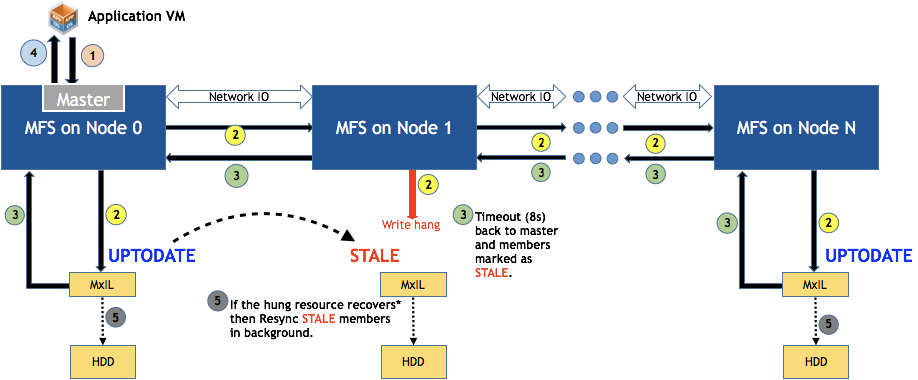 Application VM
4
1
Master
Network IO
Network IO
Network IO
MFS on Node 0
MFS on Node 1
MFS on Node N
2
2
2
3
3
3
3
2
2
Write hang
3
Timeout (8s)
back to master
and members
marked as
STALE.
3
2
UPTODATE
STALE
UPTODATE
MxIL
MxIL
MxIL
5
5
If the hung resource recovers*
then Resync STALE members
in background.
5
HDD
HDD
HDD